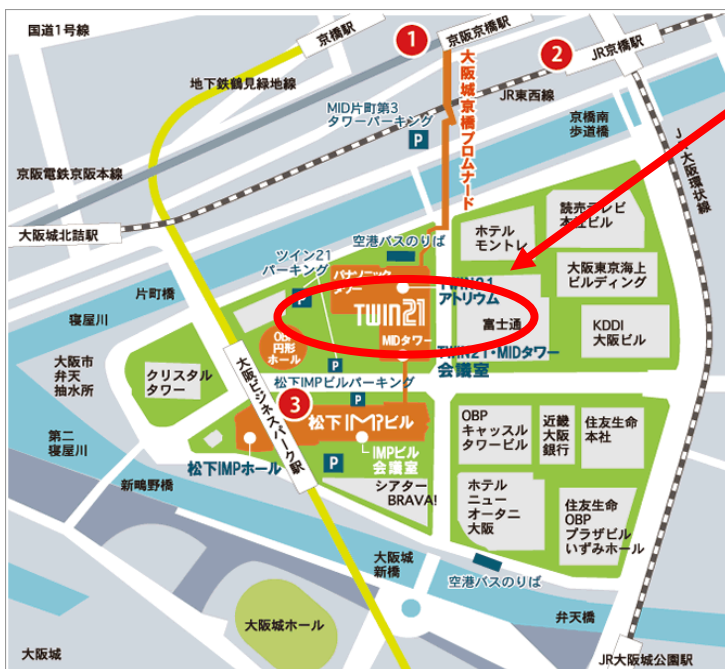 国道1号線
京橋駅
1
京阪京橋駅
2
JR京橋駅
地下鉄鶴見緑地線
大阪城京橋プロムナード
JR東西線
MID片町第3
タワーパーキング
P
京橋南
歩道橋
JR大阪環状線
京阪電鉄京阪本線
大阪城北詰駅
ツイン21
パーキング
空港バスのりば
ホテル
モントレ
読売テレビ
本社ビル
大阪東京海上
ビルディング
パナソニック
タワー
TWIN21
アトリウム
片町橋
P
TWIN21
富士通
KDDI
大阪ビル
寝屋川
OBP
円形
ホール
MIDタワー
TWIN21・MIDタワー
会議室
大阪市
弁天
抽水所
クリスタル
タワー
P
松下IMPビルパーキング
P
大阪ビジネスパーク駅
3
松下IMPビル
OBP
キャッスル
タワービル
近畿
大阪
銀行
住友生命
本社
第二
寝屋川
松下IMPホール
IMPビル
会議室
P
新鴫野橋
シアター
BRAVA!
ホテル
ニュー
オータニ
大阪
住友生命
OBP
プラザビル
いずみホール
大阪城
新橋
空港バスのりば
弁天橋
大阪城ホール
大阪城
JR大阪城公園駅